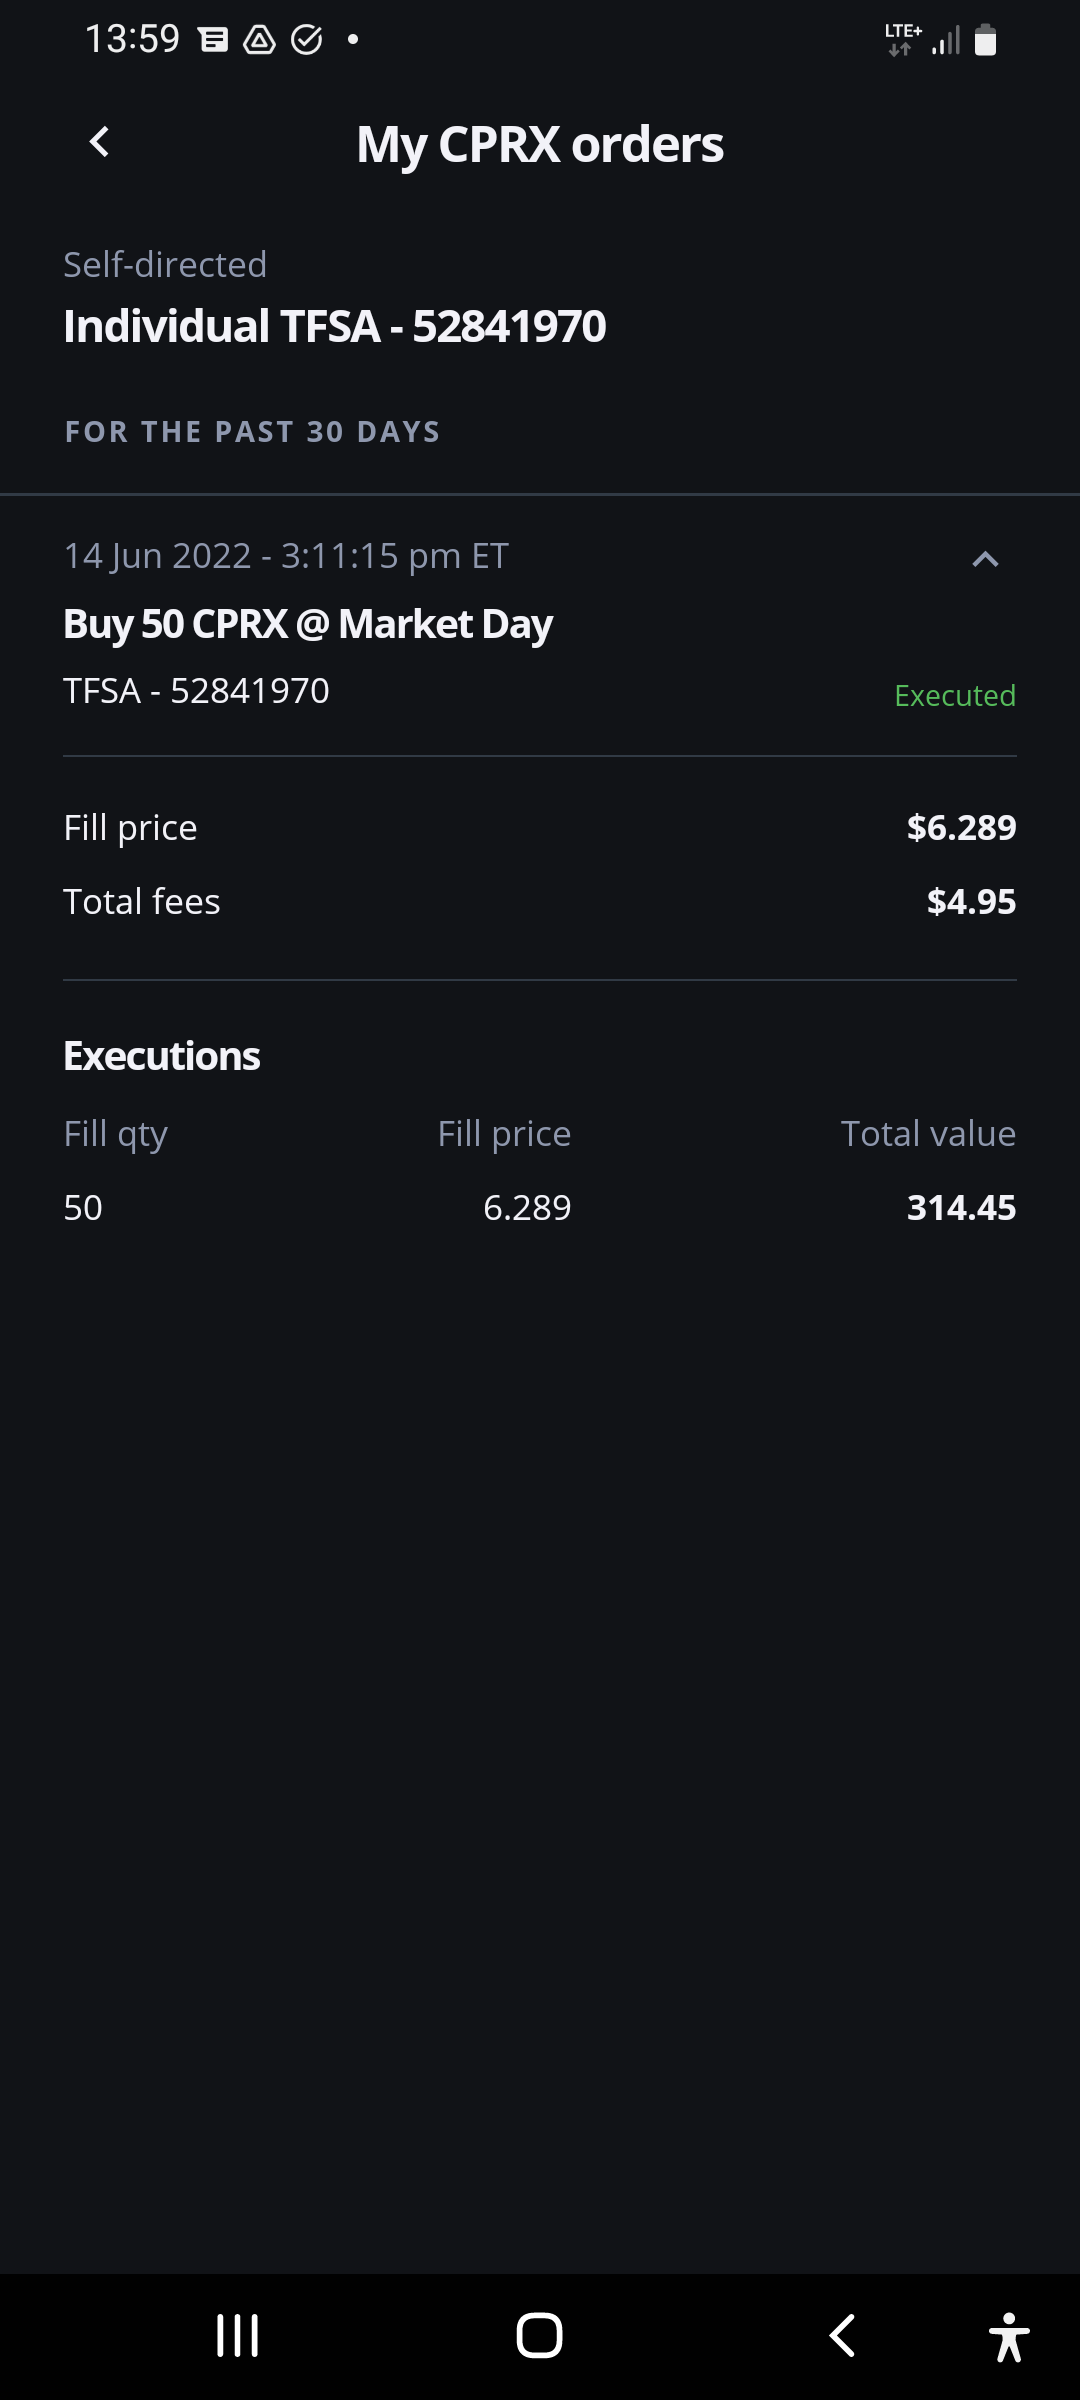 13:59
LTE+
My CPRX orders
Self-directed
Individual TFSA - 52841970
FOR THE PAST 30 DAYS
14 Jun 2022 - 3:11:15 pm ET
Buy 50 CPRX @ Market Day
TFSA - 52841970
Executed
Fill price $6.289
Total fees $4.95
Executions
Fill qty Fill price Total value
50 6.289 314.45